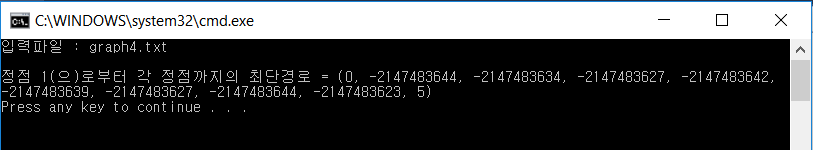 C:\WINDOWS\system32\cmd.exe
입력파일 : graph4.txt
정점 1(으)로부터 각 정점까지의 최단경로 = (0, -2147483644, -2147483634, -2147483627, -2147483642,
-2147483639, -2147483627, -2147483644, -2147483623, 5)
Press any key to continue . . .